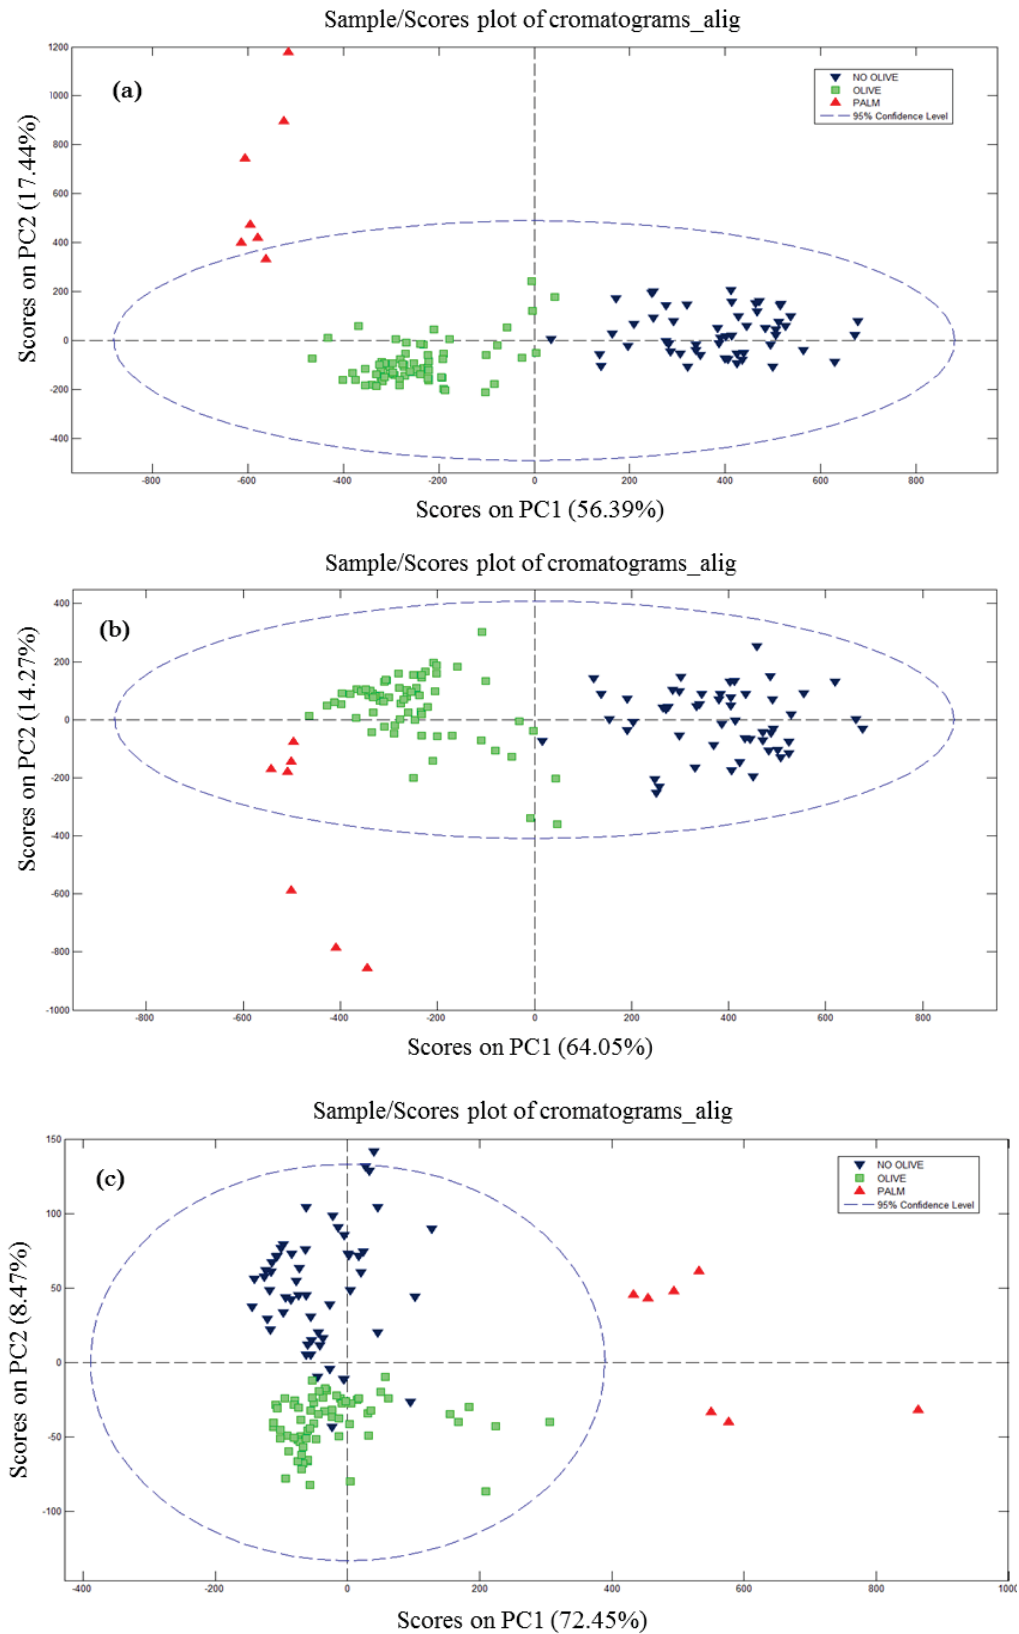 Sample/Scores plot of cromatograms_alig
(a)
NO OLIVE
OLIVE
PALM
95% Confidence Level
1200
1000
800
600
400
200
0
-200
-400
Scores on PC2 (17.44%)
-800 -600 -400 -200 0 200 400 600 800
Scores on PC1 (56.39%)
Sample/Scores plot of cromatograms_alig
(b)
400
200
0
-200
-400
-600
-800
-1000
Scores on PC2 (14.27%)
-800 -600 -400 -200 0 200 400 600 800
Scores on PC1 (64.05%)
Sample/Scores plot of cromatograms_alig
(c)
NO OLIVE
OLIVE
PALM
95% Confidence Level
150
100
50
0
-50
-100
Scores on PC2 (8.47%)
-400 -200 0 200 400 600 800 1000
Scores on PC1 (72.45%)